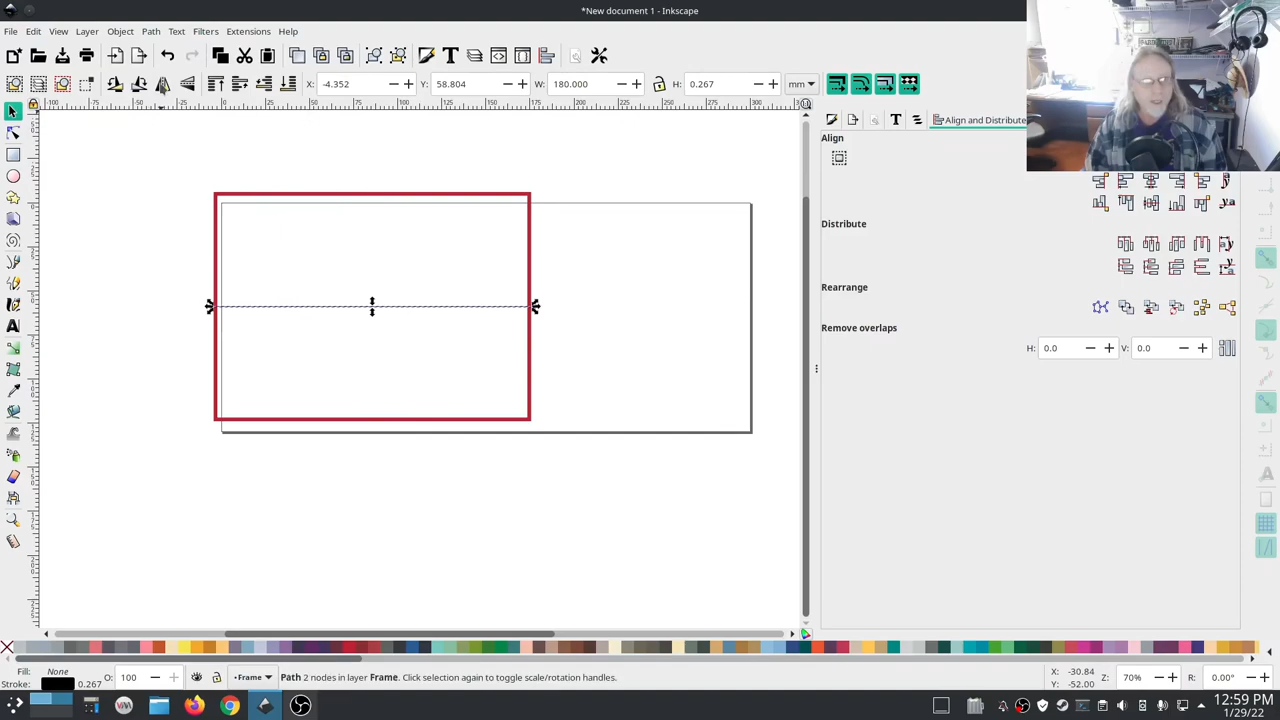 *New document 1 - Inkscape
File Edit View Layer Object Path Text Filters Extensions Help
X: -4.352 Y: 58.804 W: 180.000 H: 0.267 mm
Align and Distribute
Align
Distribute
Rearrange
Remove overlaps
H: 0.0 V: 0.0
Fill: None
Stroke: 0.267
O: 100
Frame
Path 2 nodes in layer Frame. Click selection again to toggle scale/rotation handles.
X: -30.84
Y: -52.00
Z: 70%
R: 0.00°
12:59 PM
1/29/22